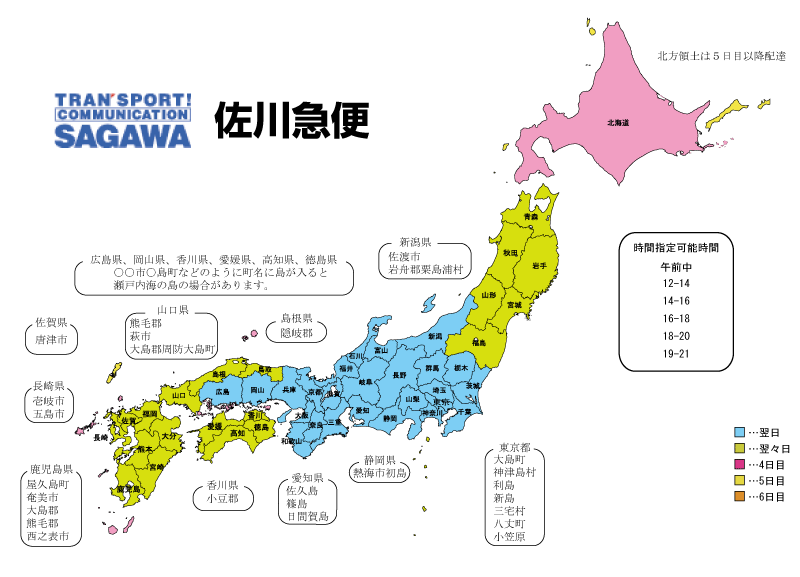 北方領土は５日目以降配達
TRAN'SPORT!
COMMUNICATION
SAGAWA
佐川急便
北海道
青森
秋田
岩手
山形
宮城
福島
時間指定可能時間
午前中
12−14
14−16
16−18
18−20
19−21
新潟県
佐渡市
岩舟郡粟島浦村
広島県、岡山県、香川県、愛媛県、高知県、徳島県
〇〇市〇島町などのように町名に島が入ると
瀬戸内海の島の場合があります。
山口県
熊毛郡
萩市
大島郡周防大島町
島根県
隠岐郡
佐賀県
唐津市
長崎県
壱岐市
五島市
鹿児島県
屋久島町
奄美市
大島郡
熊毛郡
西之表市
新潟
石川
富山
福井
岐阜
長野
群馬
栃木
茨城
埼玉
東京
山梨
神奈川
千葉
静岡
愛知
滋賀
京都
兵庫
大阪
奈良
三重
和歌山
鳥取
島根
岡山
広島
山口
香川
愛媛
高知
徳島
福岡
佐賀
長崎
大分
熊本
宮崎
鹿児島
香川県
小豆郡
愛知県
佐久島
篠島
日間賀島
静岡県
熱海市初島
東京都
大島町
神津島村
利島
新島
三宅村
八丈町
小笠原
…翌日
…翌々日
…4日目
…5日目
…6日目